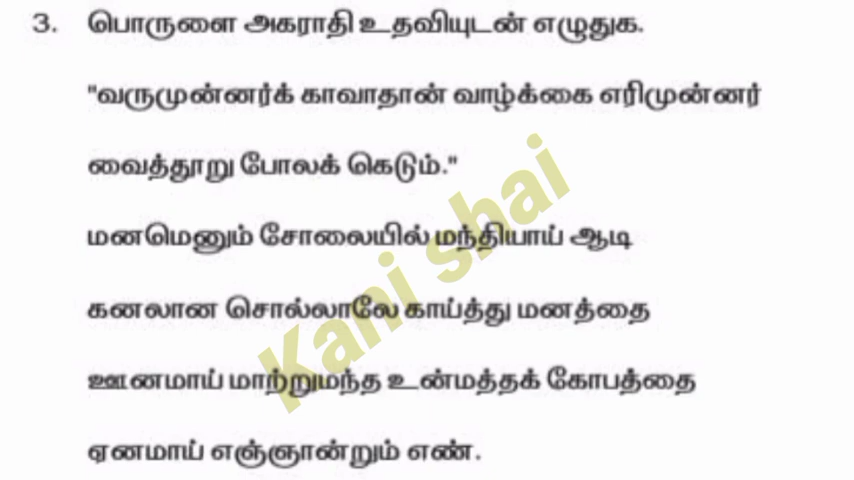 3. பொருளை அகராதி உதவியுடன் எழுதுக.
"வருமுன்னர்க் காவாதான் வாழ்க்கை எரிமுன்னர்
வைத்தூறு போலக் கெடும்."
மனமெனும் சோலையில் மந்தியாய் ஆடி
கனலான சொல்லாலே காய்த்து மனத்தை
ஊனமாய் மாற்றுமந்த உன்மத்தக் கோபத்தை
ஏனமாய் எஞ்ஞான்றும் எண்.
Kani shai